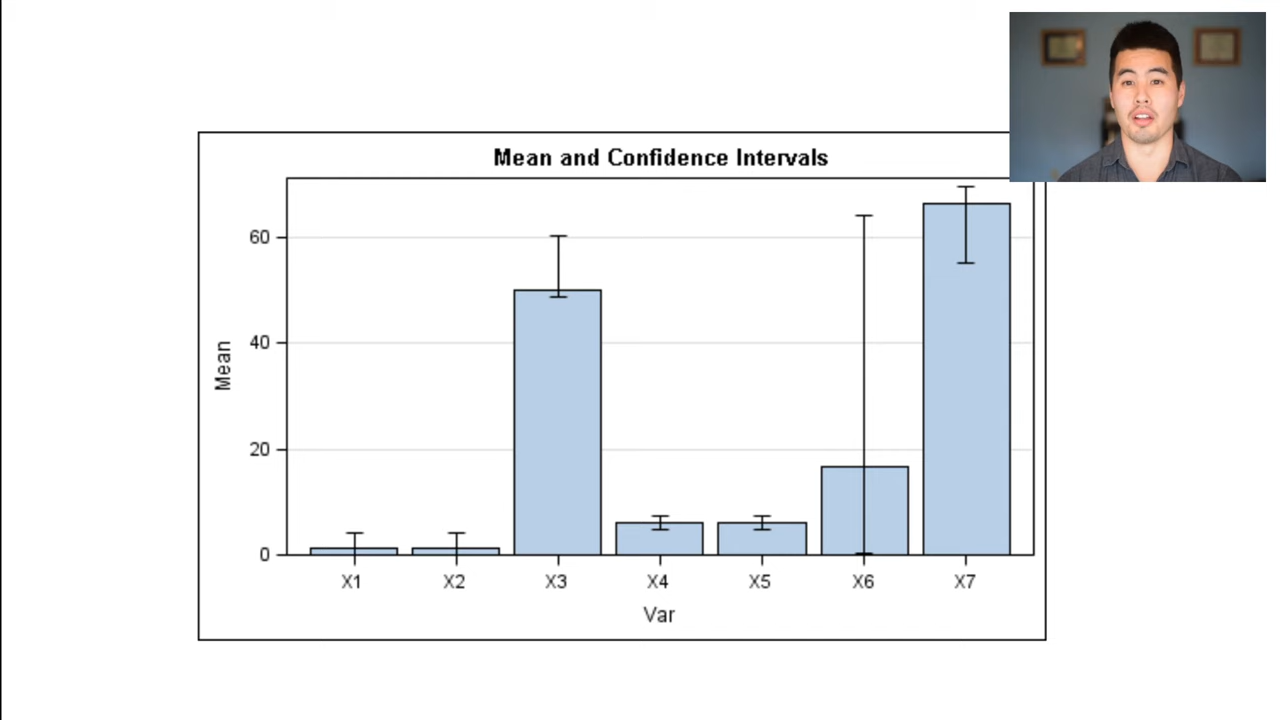 Mean and Confidence Intervals
60
40
20
0
Mean
X1 X2 X3 X4 X5 X6 X7
Var